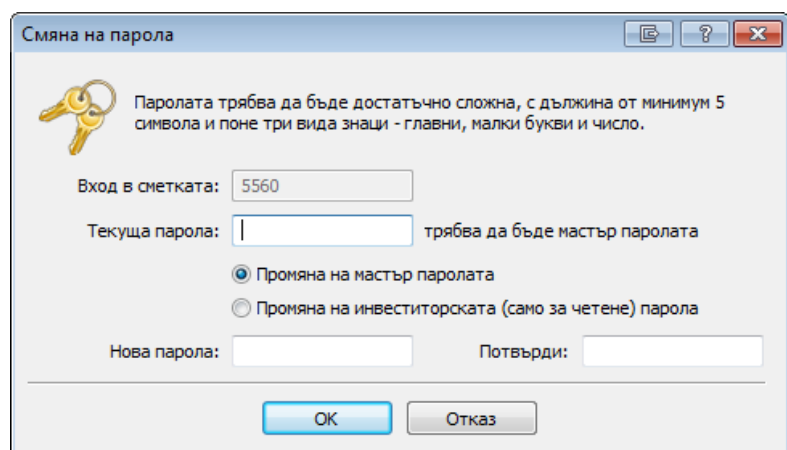 Смяна на парола
Паролата трябва да бъде достатъчно сложна, с дължина от минимум 5
символа и поне три вида знаци - главни, малки букви и число.
Вход в сметката: 5560
Текуща парола: трябва да бъде мастър паролата
Промяна на мастър паролата
Промяна на инвеститорската (само за четене) парола
Нова парола: Потвърди:
OK Отказ